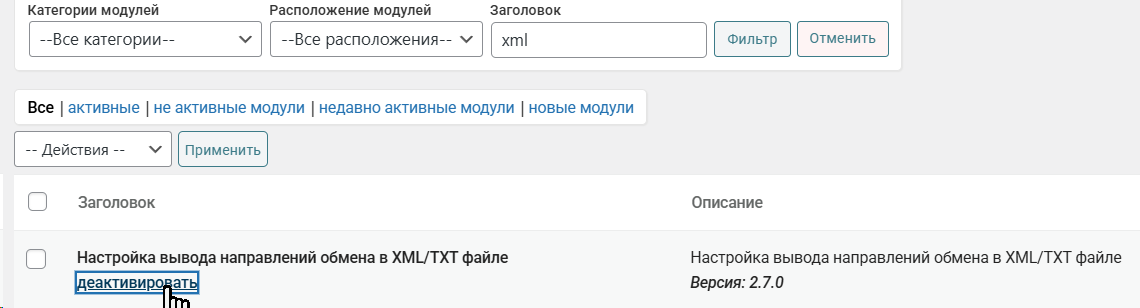 Категории модулей Расположение модулей Заголовок
--Все категории-- --Все расположения-- xml Фильтр Отменить
Все | активные | не активные модули | недавно активные модули | новые модули
-- Действия -- Применить
Заголовок Описание
Настройка вывода направлений обмена в XML/TXT файле Настройка вывода направлений обмена в XML/TXT файле
деактивировать Версия: 2.7.0